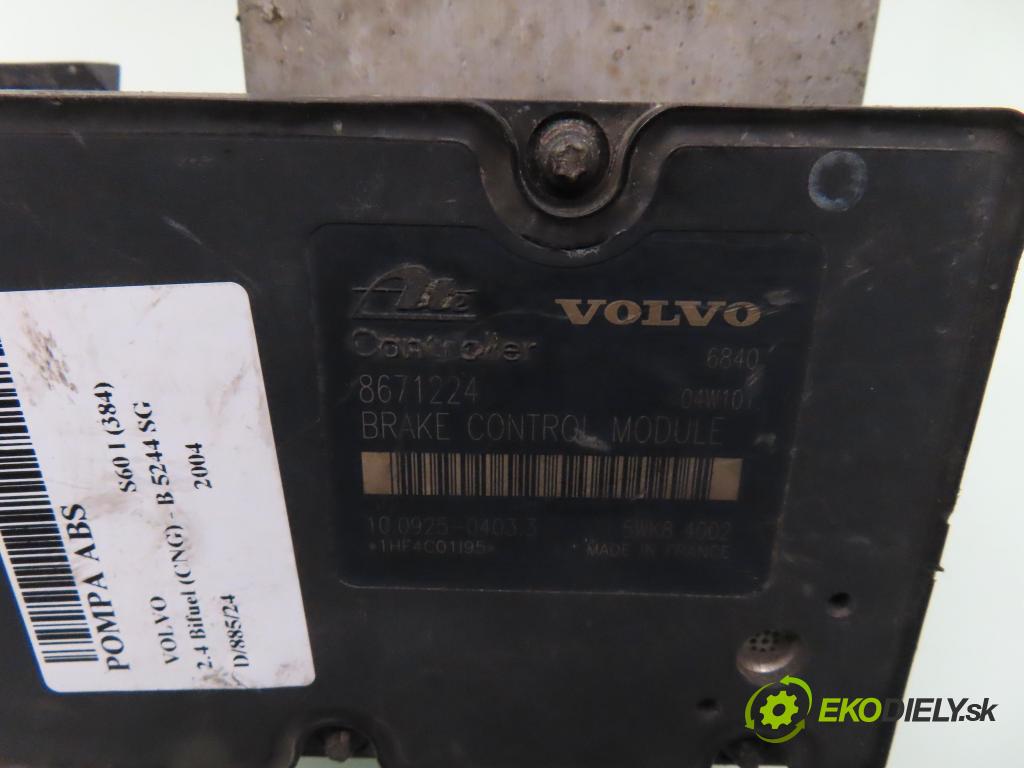 Ate VOLVO
Controller 6840
8671224 04W101
BRAKE CONTROL MODULE
10.0925-0403.3 5WK8 4002
*1HF4C01195* MADE IN FRANCE
POMPA ABS
S60 I (384)
VOLVO
2.4 Bifuel (CNG) - B 5244 SG
2004
D/885/24
EKODIELY.sk